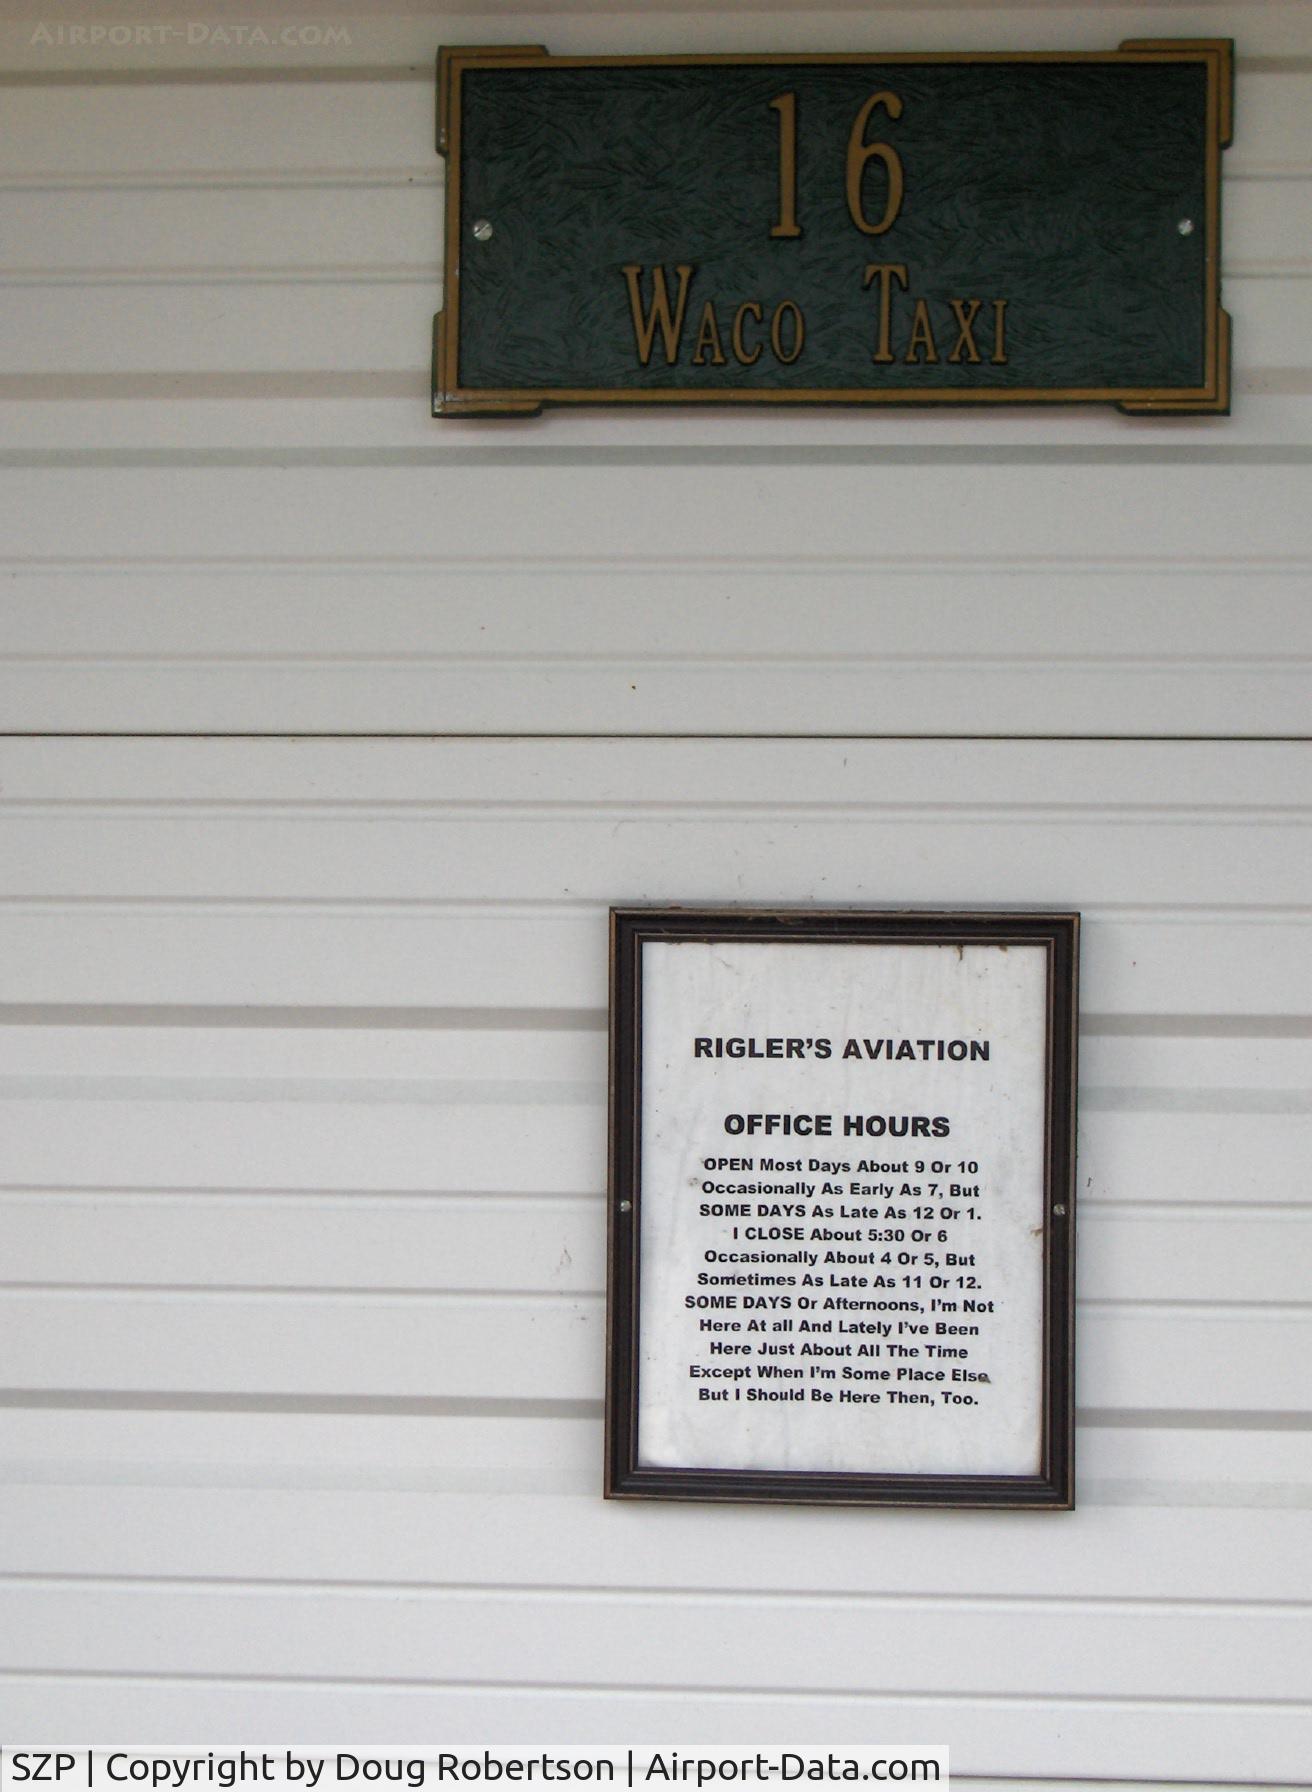 AIRPORT-DATA.COM
16
WACO TAXI
RIGLER'S AVIATION
OFFICE HOURS
OPEN Most Days About 9 Or 10
Occasionally As Early As 7, But
SOME DAYS As Late As 12 Or 1.
I CLOSE About 5:30 Or 6
Occasionally About 4 Or 5, But
Sometimes As Late As 11 Or 12.
SOME DAYS Or Afternoons, I'm Not
Here At all And Lately I've Been
Here Just About All The Time
Except When I'm Some Place Else
But I Should Be Here Then, Too.
SZP | Copyright by Doug Robertson | Airport-Data.com